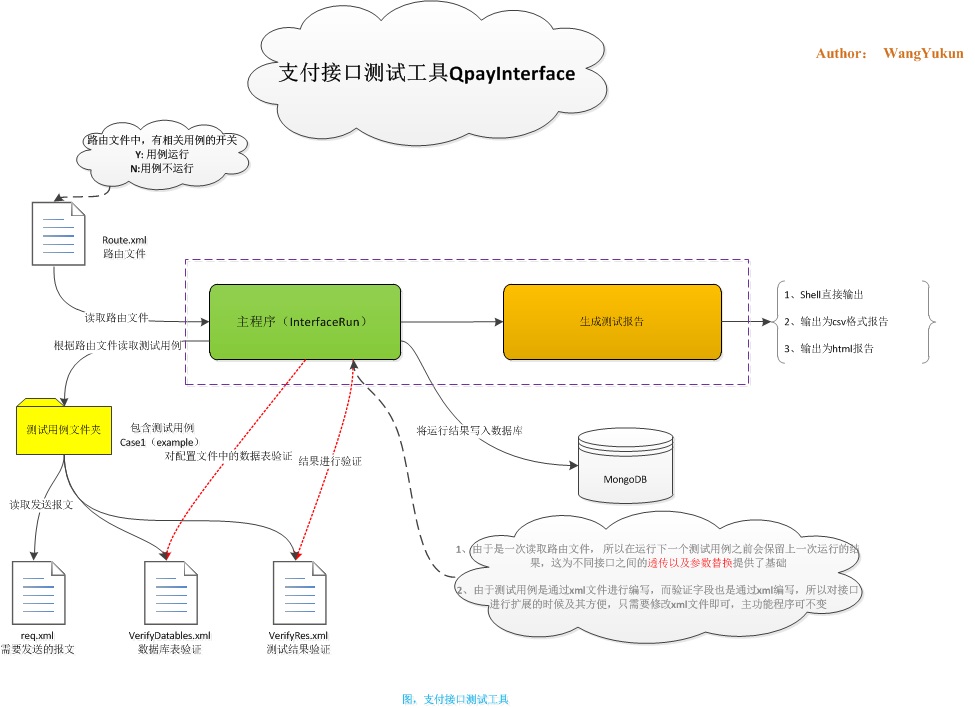 支付接口测试工具QpayInterface
Author： WangYukun
路由文件中，有相关用例的开关
Y: 用例运行
N:用例不运行
Route.xml
路由文件
读取路由文件
主程序（InterfaceRun）
生成测试报告
1、Shell直接输出
2、输出为csv格式报告
3、输出为html报告
根据路由文件读取测试用例
测试用例文件夹
包含测试用例
Case1（example）
对配置文件中的数据表验证
结果进行验证
将运行结果写入数据库
MongoDB
读取发送报文
1、由于是一次读取路由文件， 所以在运行下一个测试用例之前会保留上一次运行的结
果，这为不同接口之间的透传以及参数替换提供了基础
2、由于测试用例是通过xml文件进行编写，而验证字段也是通过xml编写，所以对接口
进行扩展的时候及其方便，只需要修改xml文件即可，主功能程序可不变
req.xml
需要发送的报文
VerifyDatables.xml
数据库表验证
VerifyRes.xml
测试结果验证
图，支付接口测试工具